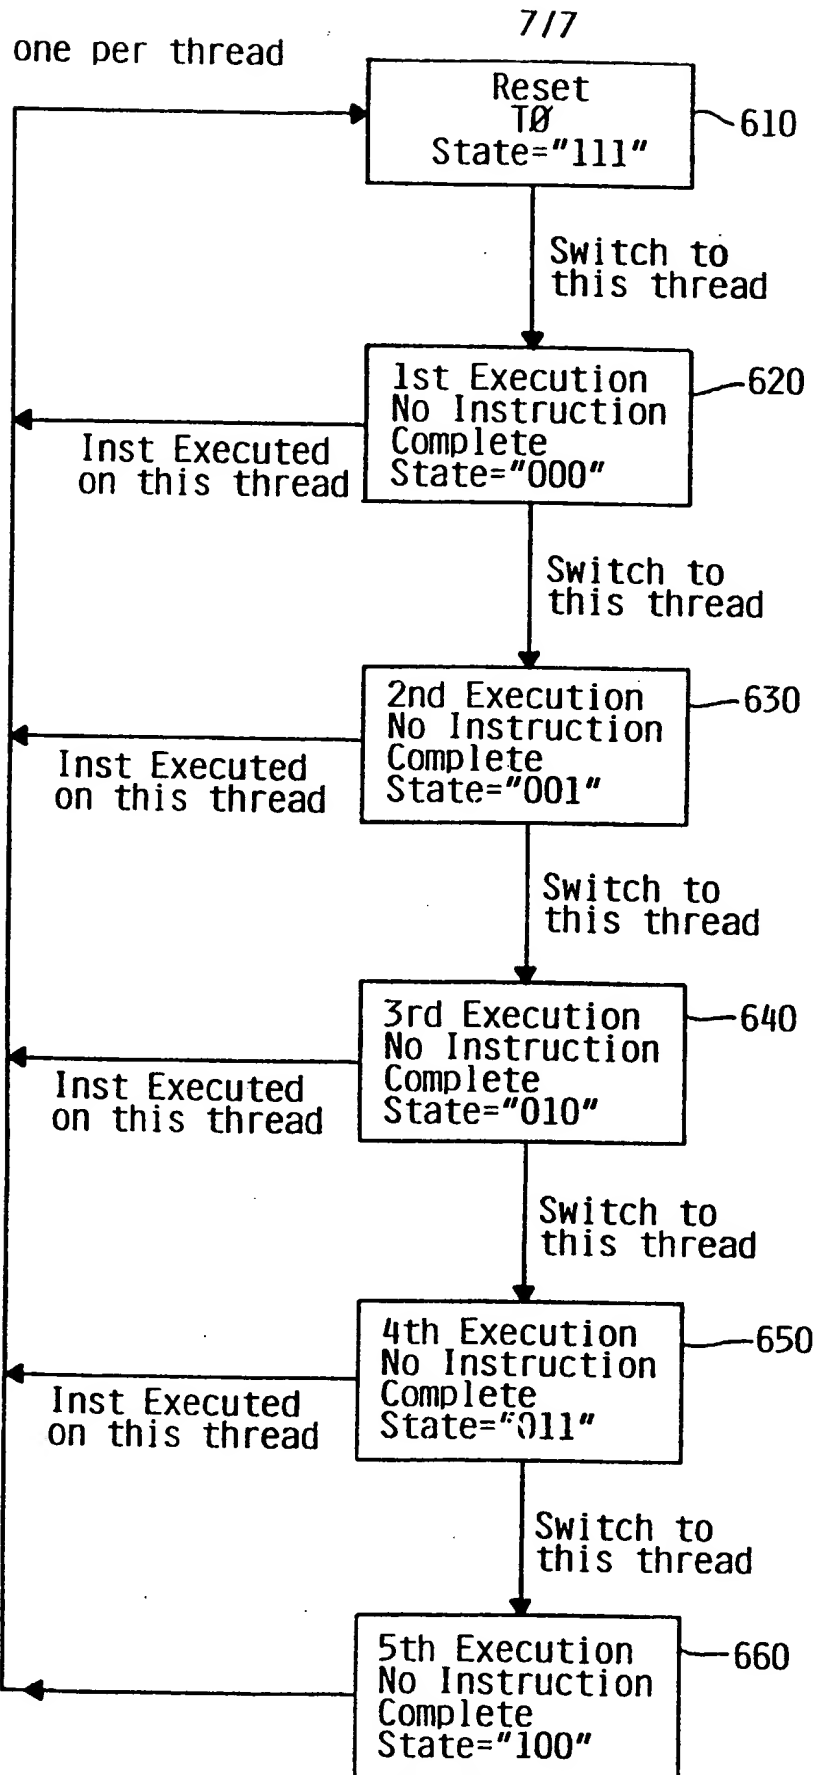 7/7
one per thread
Reset
TØ
State="111"
610
Switch to
this thread
1st Execution
No Instruction
Complete
State="000"
620
Inst Executed
on this thread
Switch to
this thread
2nd Execution
No Instruction
Complete
State="001"
630
Inst Executed
on this thread
Switch to
this thread
3rd Execution
No Instruction
Complete
State="010"
640
Inst Executed
on this thread
Switch to
this thread
4th Execution
No Instruction
Complete
State="011"
650
Inst Executed
on this thread
Switch to
this thread
5th Execution
No Instruction
Complete
State="100"
660